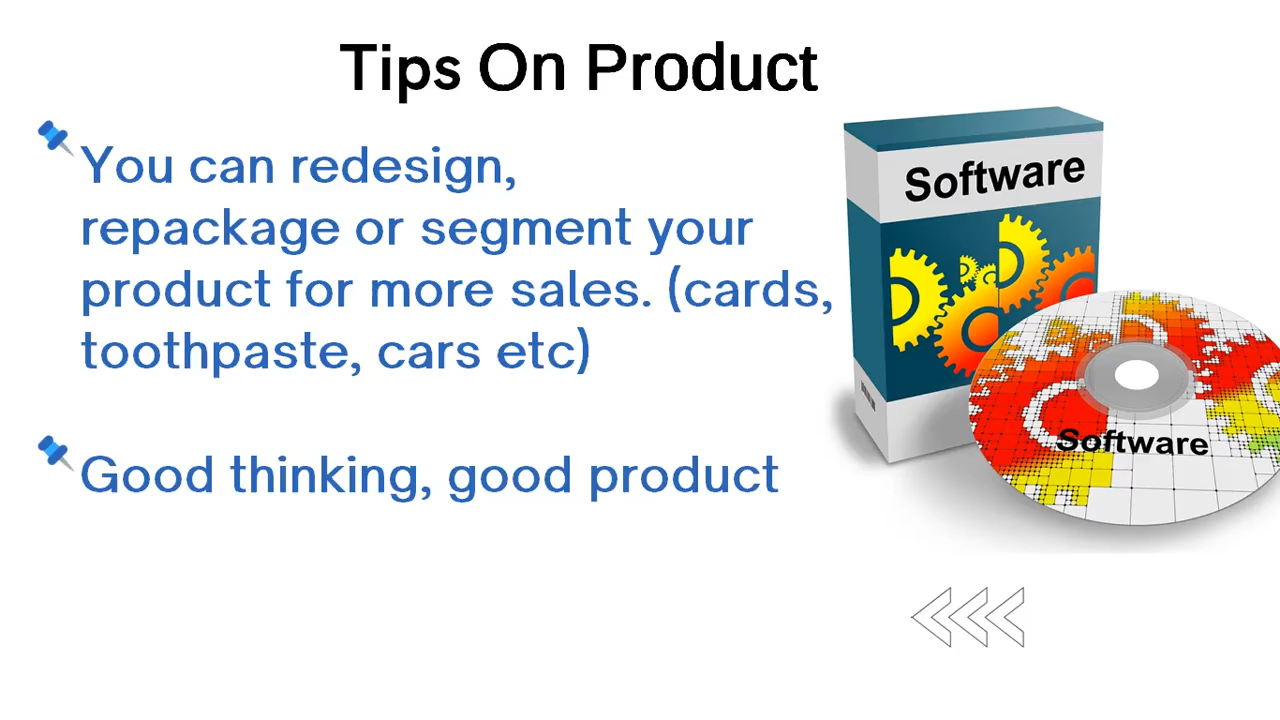 Tips On Product
You can redesign,
repackage or segment your
product for more sales. (cards,
toothpaste, cars etc)
Good thinking, good product
Software
Software